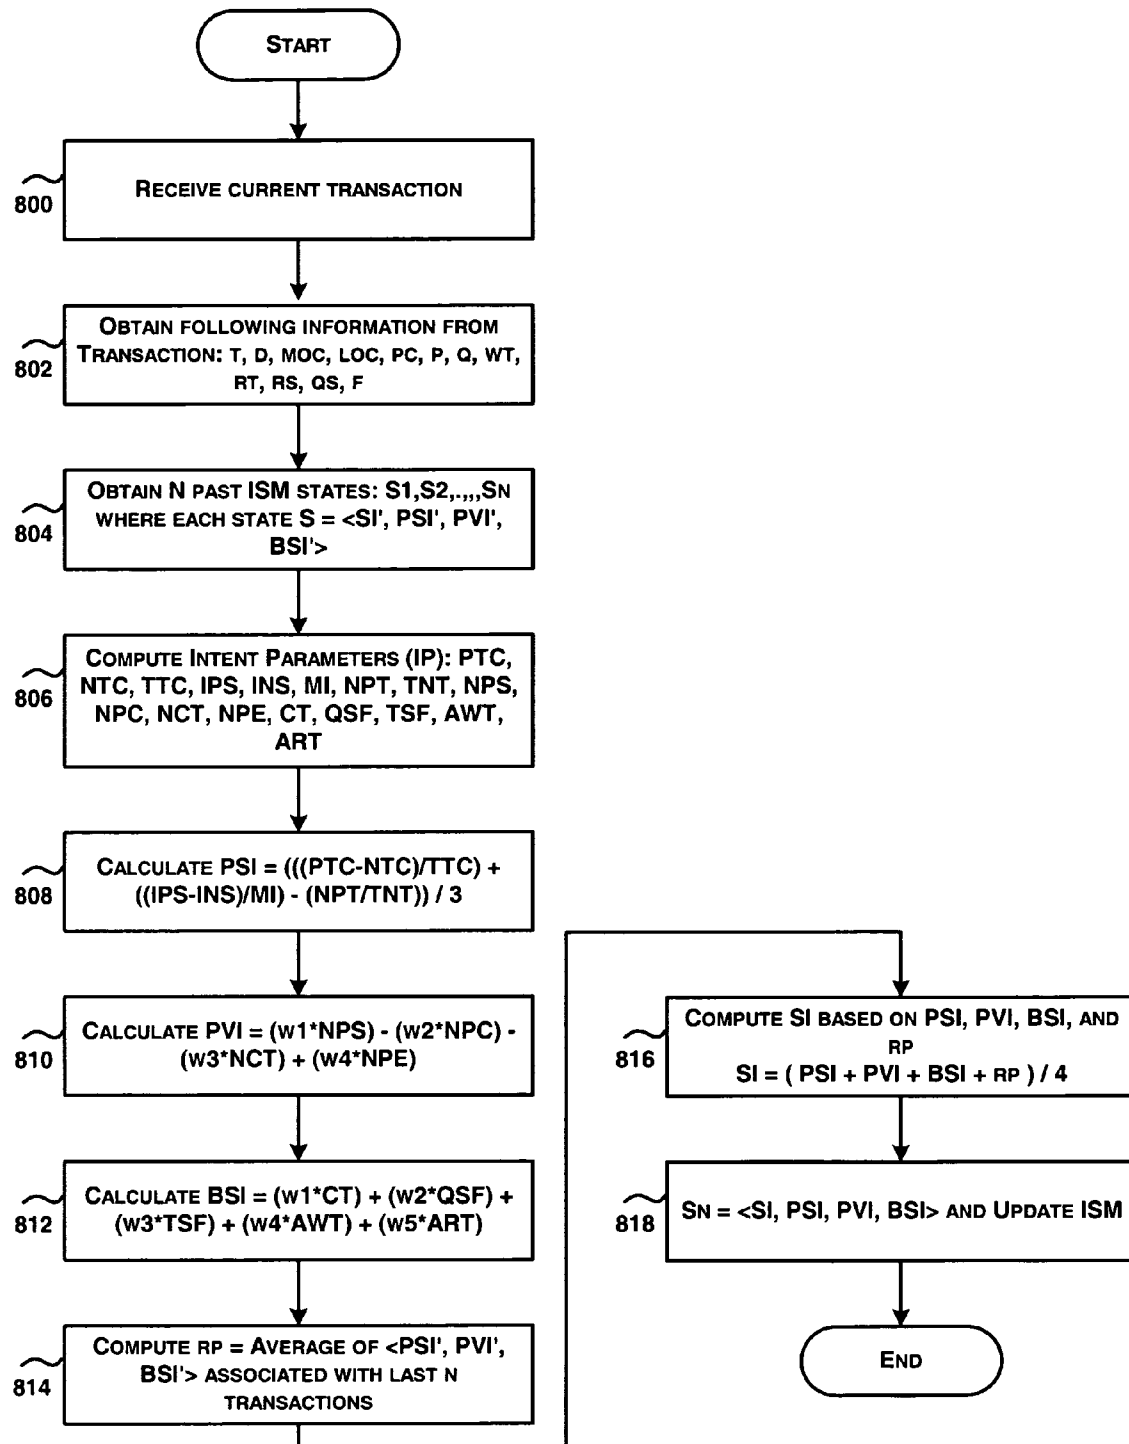 START
800
RECEIVE CURRENT TRANSACTION
802
OBTAIN FOLLOWING INFORMATION FROM
TRANSACTION: T, D, MOC, LOC, PC, P, Q, WT,
RT, RS, QS, F
804
OBTAIN N PAST ISM STATES: S1,S2,.,,,SN
WHERE EACH STATE S = <SI', PSI', PVI',
BSI'>
806
COMPUTE INTENT PARAMETERS (IP): PTC,
NTC, TTC, IPS, INS, MI, NPT, TNT, NPS,
NPC, NCT, NPE, CT, QSF, TSF, AWT,
ART
808
CALCULATE PSI = (((PTC-NTC)/TTC) +
((IPS-INS)/MI) - (NPT/TNT)) / 3
810
CALCULATE PVI = (W1*NPS) - (W2*NPC) -
(W3*NCT) + (W4*NPE)
812
CALCULATE BSI = (W1*CT) + (W2*QSF) +
(W3*TSF) + (W4*AWT) + (W5*ART)
814
COMPUTE RP = AVERAGE OF <PSI', PVI',
BSI'> ASSOCIATED WITH LAST N
TRANSACTIONS
816
COMPUTE SI BASED ON PSI, PVI, BSI, AND
RP
SI = ( PSI + PVI + BSI + RP ) / 4
818
SN = <SI, PSI, PVI, BSI> AND UPDATE ISM
END